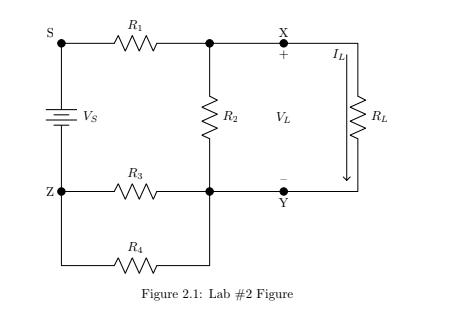 S
R1
X
+
IL
VS
R2
VL
RL
Z
R3
–
Y
R4
Figure 2.1: Lab #2 Figure